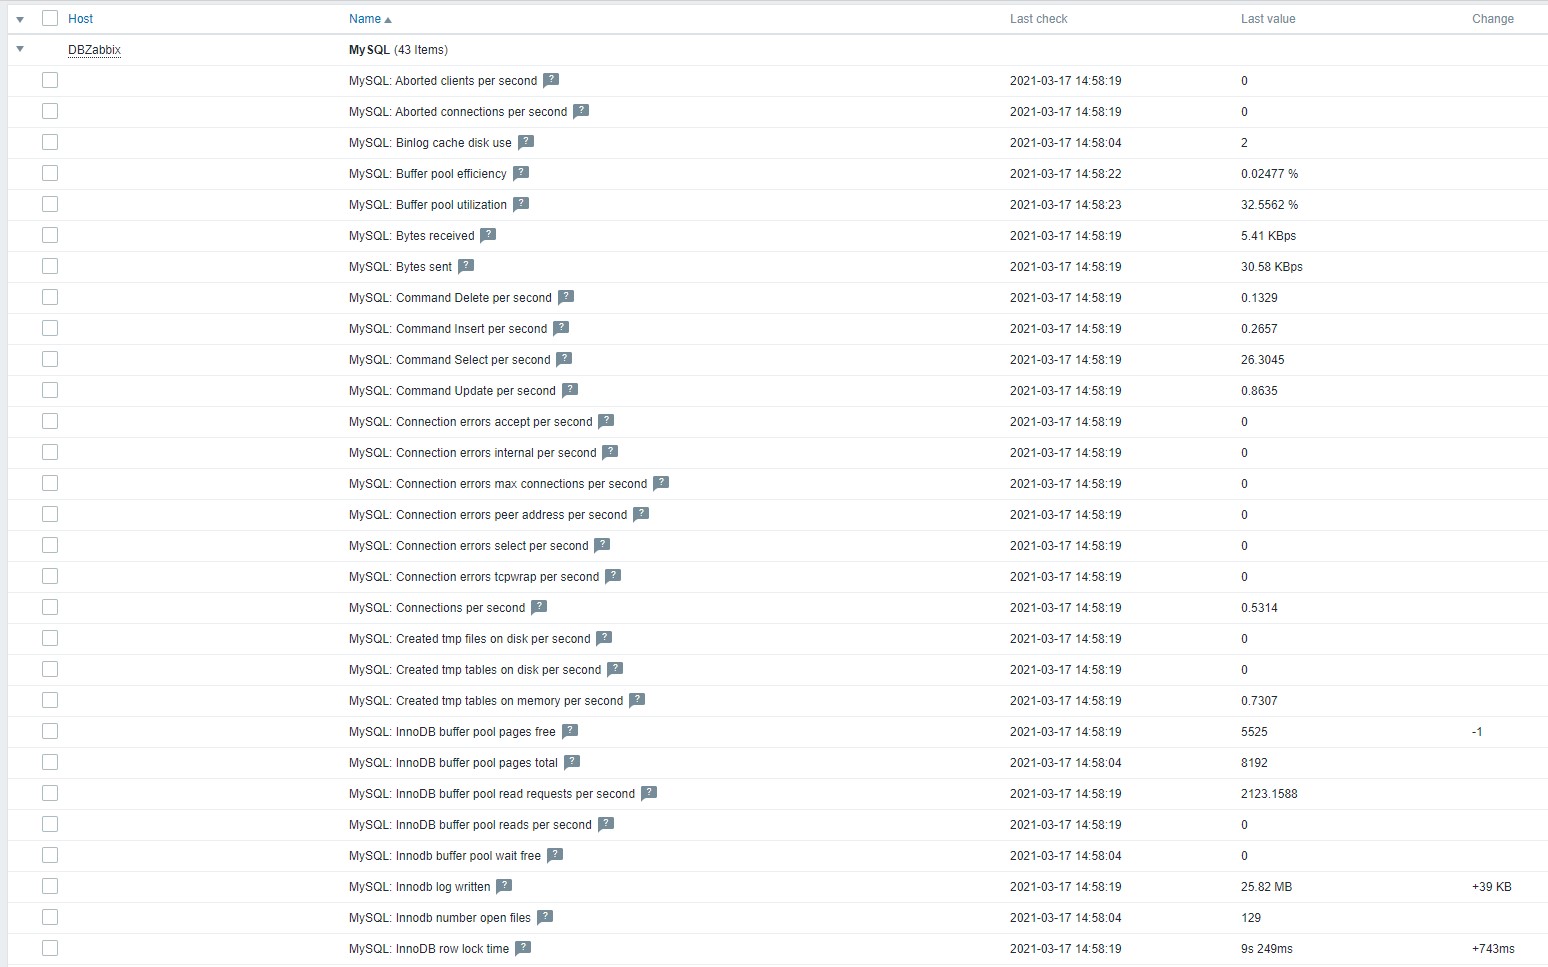 Host Name Last check Last value Change
DBZabbix MySQL (43 Items)
MySQL: Aborted clients per second ? 2021-03-17 14:58:19 0
MySQL: Aborted connections per second ? 2021-03-17 14:58:19 0
MySQL: Binlog cache disk use ? 2021-03-17 14:58:04 2
MySQL: Buffer pool efficiency ? 2021-03-17 14:58:22 0.02477 %
MySQL: Buffer pool utilization ? 2021-03-17 14:58:23 32.5562 %
MySQL: Bytes received ? 2021-03-17 14:58:19 5.41 KBps
MySQL: Bytes sent ? 2021-03-17 14:58:19 30.58 KBps
MySQL: Command Delete per second ? 2021-03-17 14:58:19 0.1329
MySQL: Command Insert per second ? 2021-03-17 14:58:19 0.2657
MySQL: Command Select per second ? 2021-03-17 14:58:19 26.3045
MySQL: Command Update per second ? 2021-03-17 14:58:19 0.8635
MySQL: Connection errors accept per second ? 2021-03-17 14:58:19 0
MySQL: Connection errors internal per second ? 2021-03-17 14:58:19 0
MySQL: Connection errors max connections per second ? 2021-03-17 14:58:19 0
MySQL: Connection errors peer address per second ? 2021-03-17 14:58:19 0
MySQL: Connection errors select per second ? 2021-03-17 14:58:19 0
MySQL: Connection errors tcpwrap per second ? 2021-03-17 14:58:19 0
MySQL: Connections per second ? 2021-03-17 14:58:19 0.5314
MySQL: Created tmp files on disk per second ? 2021-03-17 14:58:19 0
MySQL: Created tmp tables on disk per second ? 2021-03-17 14:58:19 0
MySQL: Created tmp tables on memory per second ? 2021-03-17 14:58:19 0.7307
MySQL: InnoDB buffer pool pages free ? 2021-03-17 14:58:19 5525 -1
MySQL: InnoDB buffer pool pages total ? 2021-03-17 14:58:04 8192
MySQL: InnoDB buffer pool read requests per second ? 2021-03-17 14:58:19 2123.1588
MySQL: InnoDB buffer pool reads per second ? 2021-03-17 14:58:19 0
MySQL: Innodb buffer pool wait free ? 2021-03-17 14:58:04 0
MySQL: Innodb log written ? 2021-03-17 14:58:19 25.82 MB +39 KB
MySQL: Innodb number open files ? 2021-03-17 14:58:04 129
MySQL: InnoDB row lock time ? 2021-03-17 14:58:19 9s 249ms +743ms